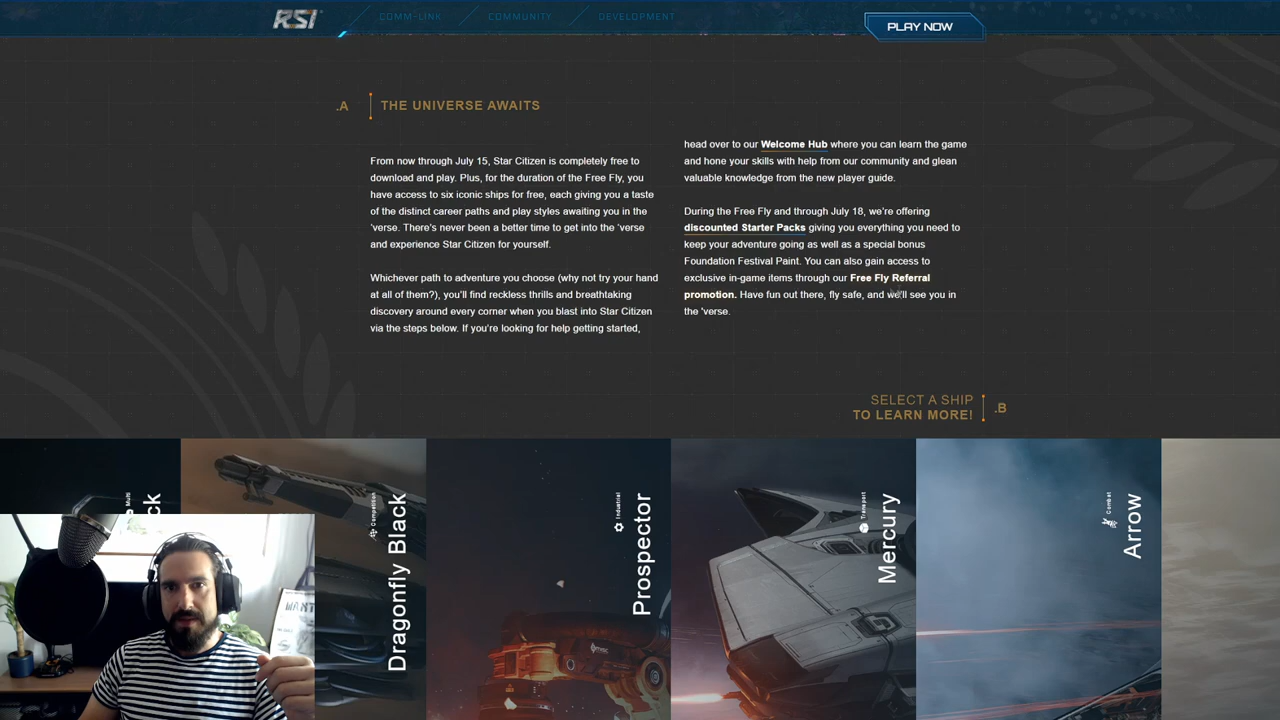 RSI
COMM-LINK
COMMUNITY
DEVELOPMENT
PLAY NOW
.A
THE UNIVERSE AWAITS
From now through July 15, Star Citizen is completely free to
download and play. Plus, for the duration of the Free Fly, you
have access to six iconic ships for free, each giving you a taste
of the distinct career paths and play styles awaiting you in the
'verse. There's never been a better time to get into the 'verse
and experience Star Citizen for yourself.
Whichever path to adventure you choose (why not try your hand
at all of them?), you'll find reckless thrills and breathtaking
discovery around every corner when you blast into Star Citizen
via the steps below. If you're looking for help getting started,
head over to our Welcome Hub where you can learn the game
and hone your skills with help from our community and glean
valuable knowledge from the new player guide.
During the Free Fly and through July 18, we're offering
discounted Starter Packs giving you everything you need to
keep your adventure going as well as a special bonus
Foundation Festival Paint. You can also gain access to
exclusive in-game items through our Free Fly Referral
promotion. Have fun out there, fly safe, and we'll see you in
the 'verse.
SELECT A SHIP
TO LEARN MORE!
.B
Multi
ck
Competition
Dragonfly Black
Industrial
Prospector
Transport
Mercury
Combat
Arrow